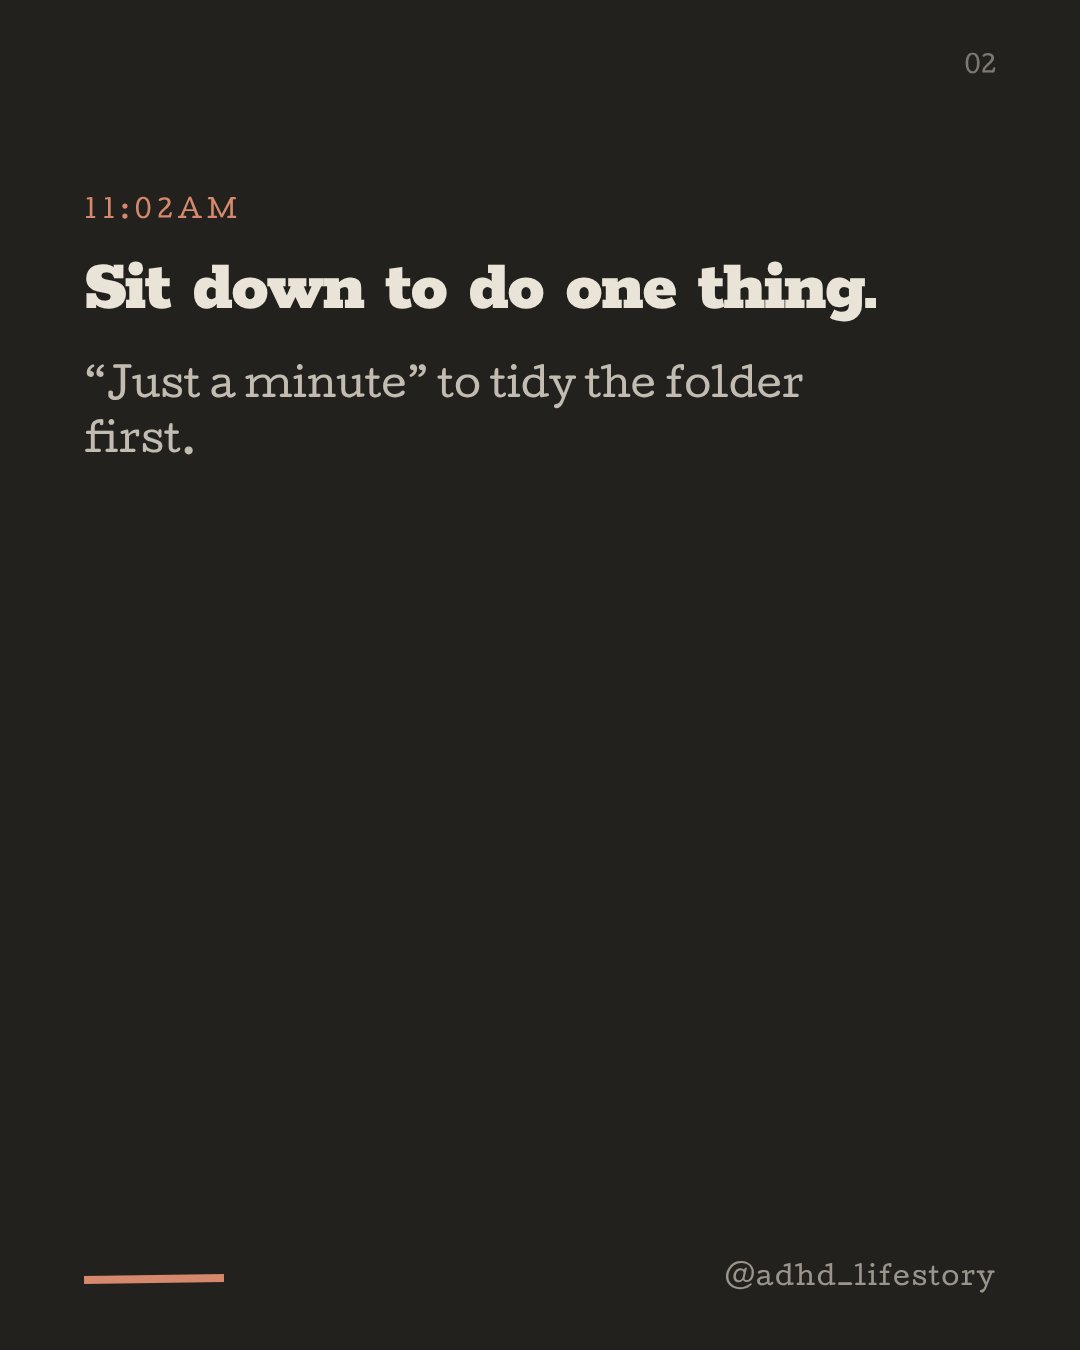 02
11:02AM
Sit down to do one thing.
“Just a minute” to tidy the folder
first.
@adhd_lifestory